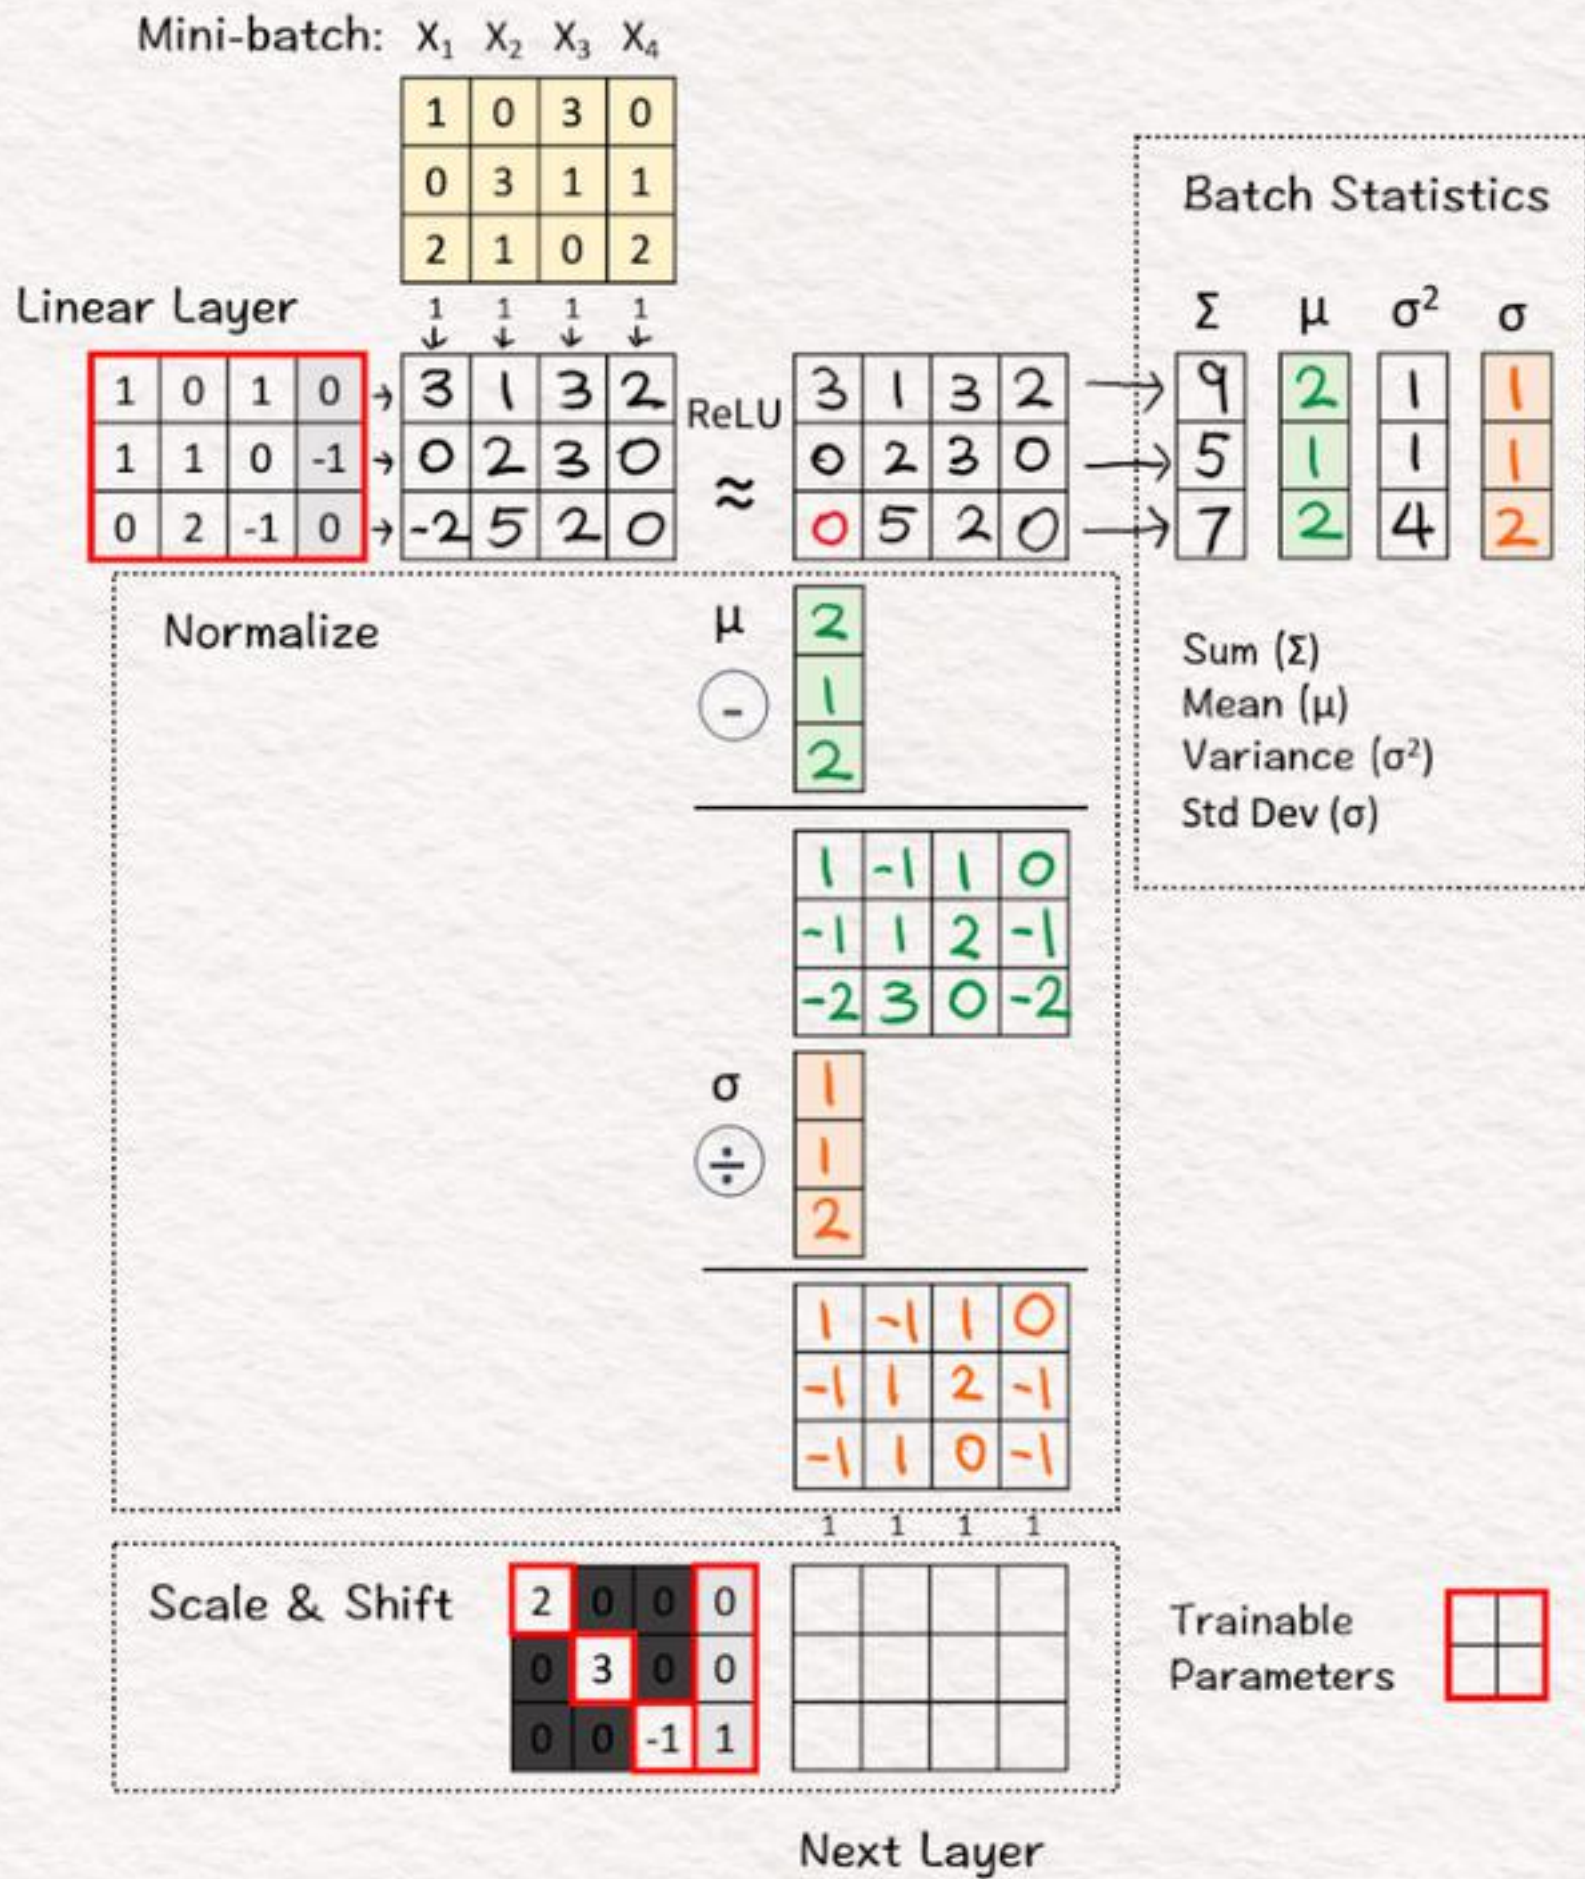 Mini-batch: X₁ X₂ X₃ X₄
1 0 3 0
0 3 1 1
2 1 0 2
1 1 1 1
Linear Layer
1 0 1 0
1 1 0 -1
0 2 -1 0
3 1 3 2
0 2 3 0
-2 5 2 0
ReLU
≈
3 1 3 2
0 2 3 0
0 5 2 0
Batch Statistics
Σ μ σ² σ
9 2 1 1
5 1 1 1
7 2 4 2
Sum (Σ)
Mean (μ)
Variance (σ²)
Std Dev (σ)
Normalize
μ
-
2
1
2
1 -1 1 0
-1 1 2 -1
-2 3 0 -2
σ
÷
1
1
2
1 -1 1 0
-1 1 2 -1
-1 1 0 -1
1 1 1 1
Scale & Shift
2 0 0 0
0 3 0 0
0 0 -1 1
Trainable
Parameters
Next Layer